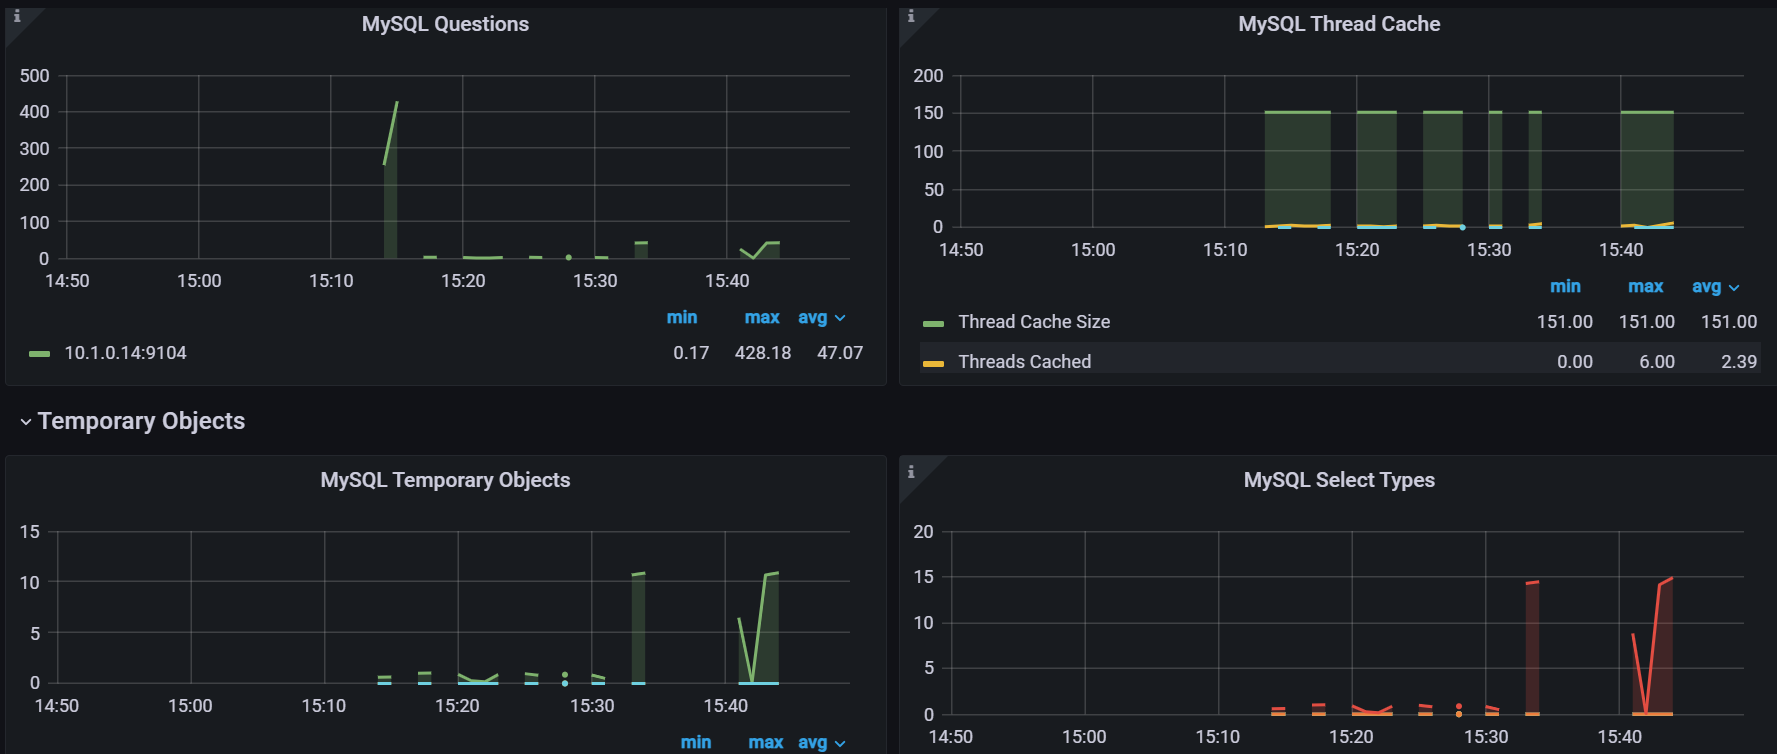 MySQL Questions
500
400
300
200
100
0
14:50 15:00 15:10 15:20 15:30 15:40
min max avg
10.1.0.14:9104 0.17 428.18 47.07
MySQL Thread Cache
200
150
100
50
0
14:50 15:00 15:10 15:20 15:30 15:40
min max avg
Thread Cache Size 151.00 151.00 151.00
Threads Cached 0.00 6.00 2.39
Temporary Objects
MySQL Temporary Objects
15
10
5
0
14:50 15:00 15:10 15:20 15:30 15:40
min max avg
MySQL Select Types
20
15
10
5
0
14:50 15:00 15:10 15:20 15:30 15:40